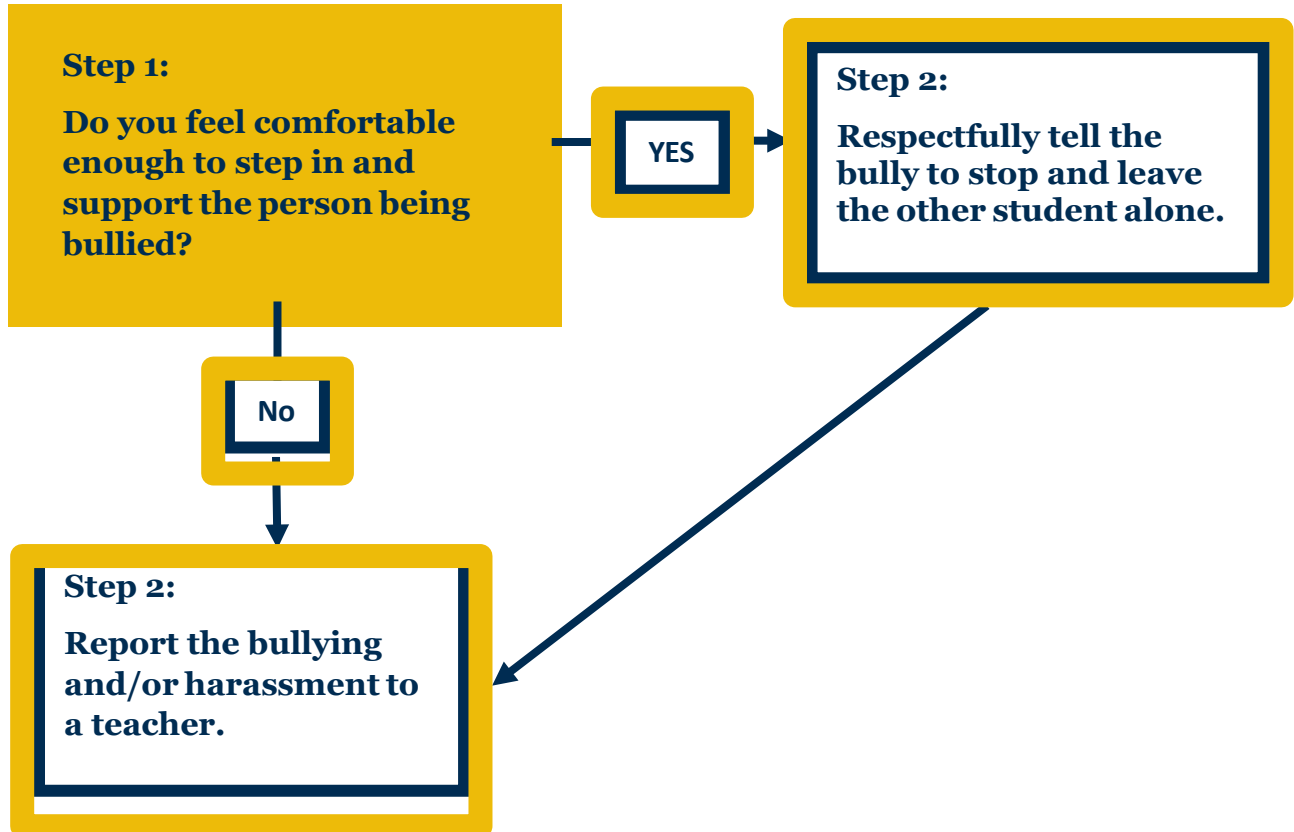 Step 1:
Do you feel comfortable
enough to step in and
support the person being
bullied?
YES
Step 2:
Respectfully tell the
bully to stop and leave
the other student alone.
No
Step 2:
Report the bullying
and/or harassment to
a teacher.